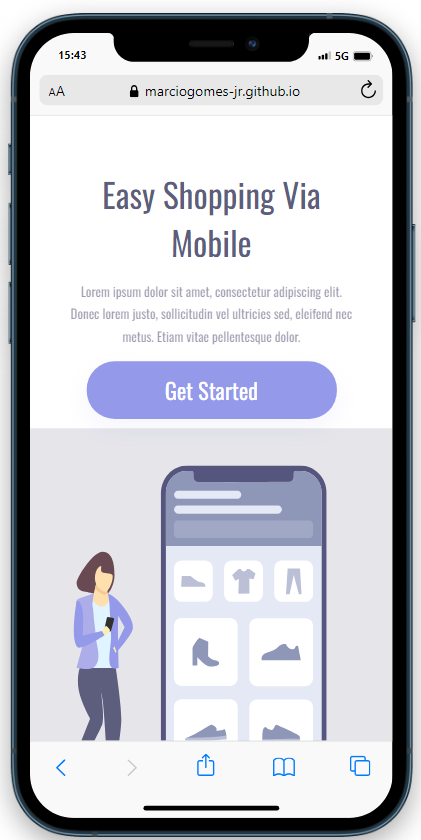 15:43
5G
AA
marciogomes-jr.github.io
Easy Shopping Via
Mobile
Lorem ipsum dolor sit amet, consectetur adipiscing elit.
Donec lorem justo, sollicitudin vel ultricies sed, eleifend nec
metus. Etiam vitae pellentesque dolor.
Get Started